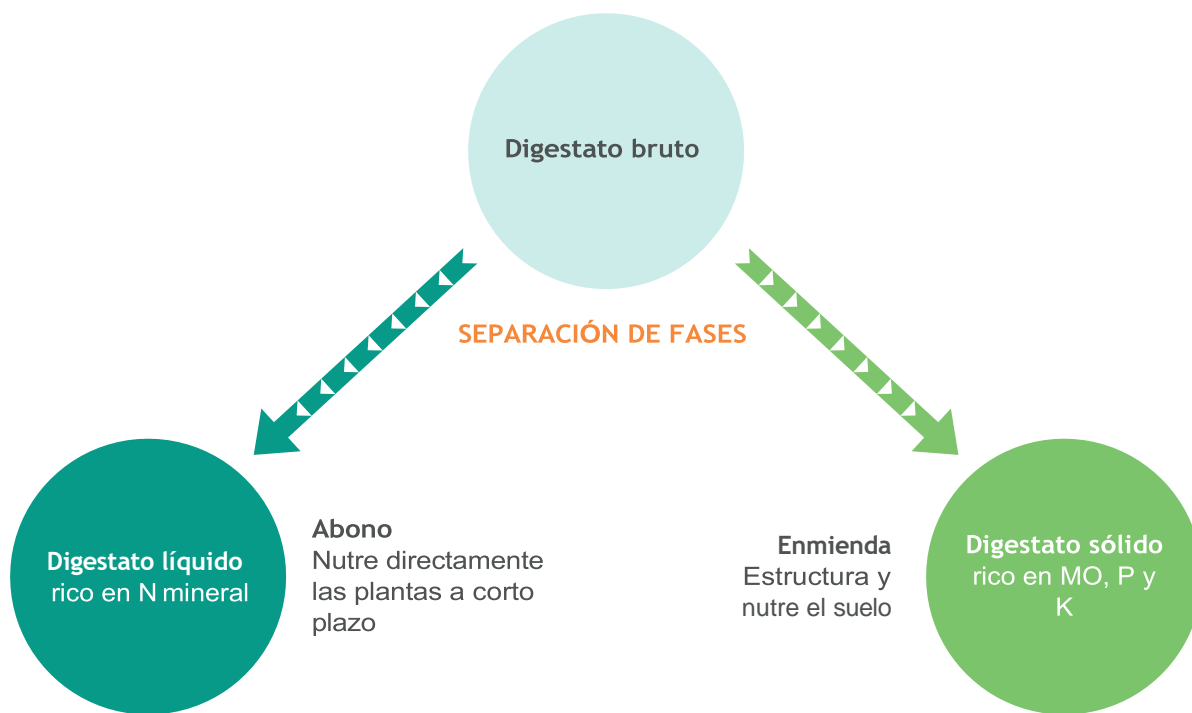 Digestato bruto
SEPARACIÓN DE FASES
Digestato líquido
rico en N mineral
Abono
Nutre directamente
las plantas a corto
plazo
Enmienda
Estructura y
nutre el suelo
Digestato sólido
rico en MO, P y
K